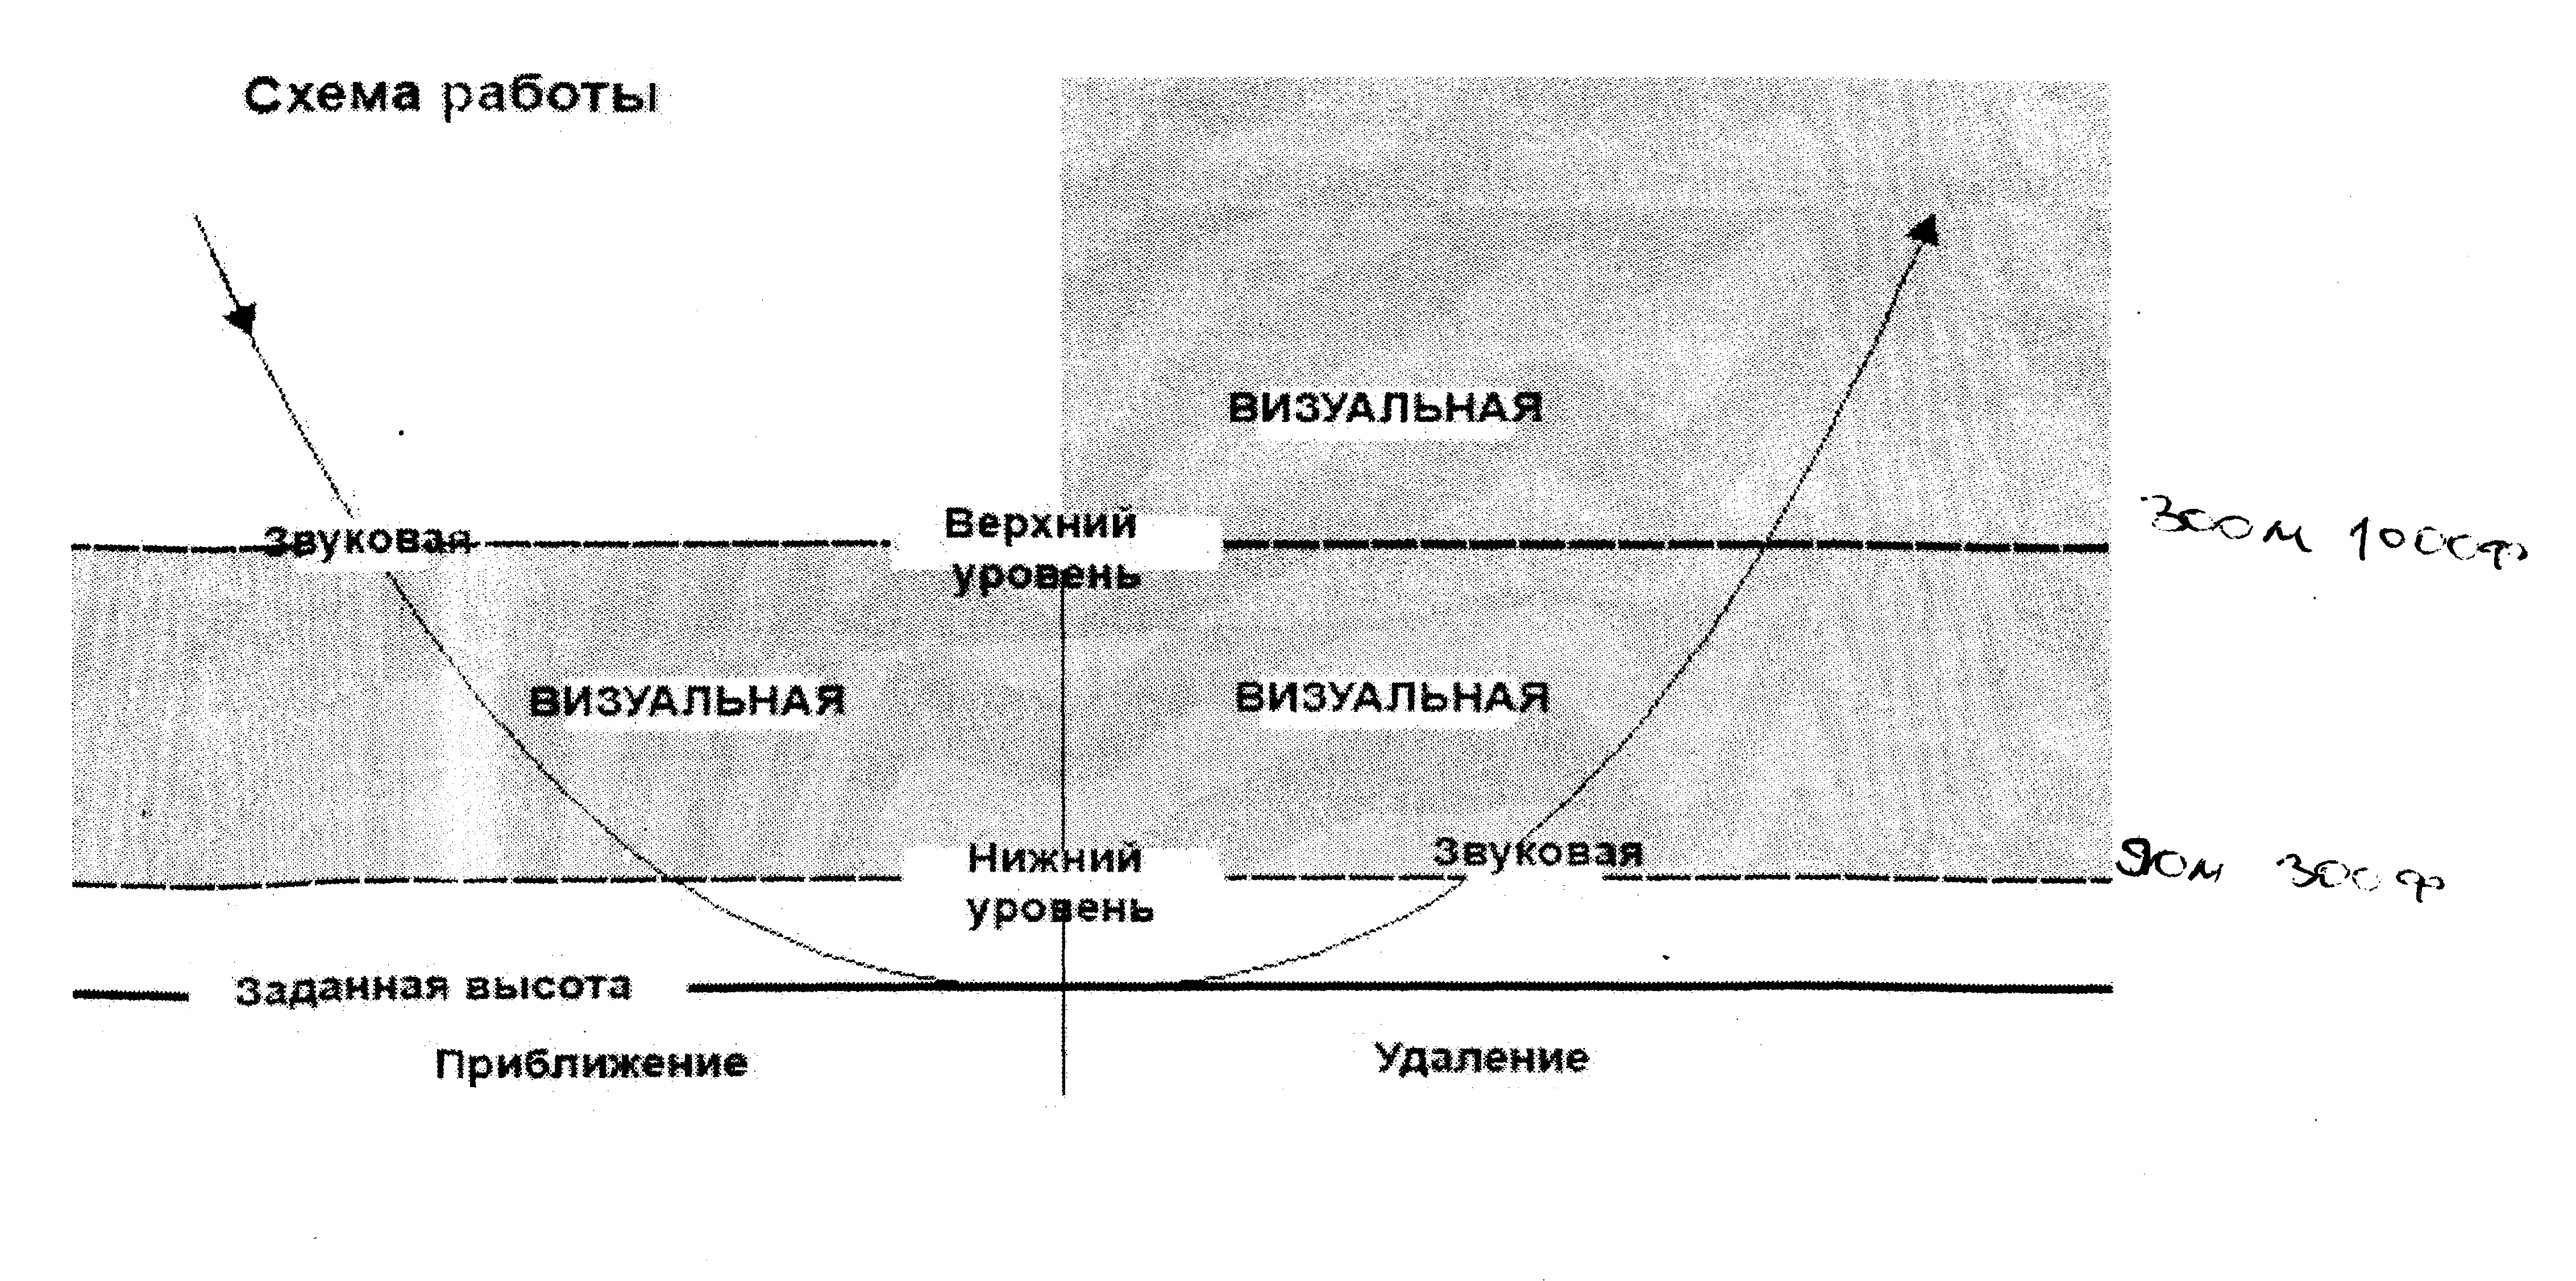 Схема работы
ВИЗУАЛЬНАЯ
Звуковая
Верхний
уровень
300м 1000ф
ВИЗУАЛЬНАЯ
ВИЗУАЛЬНАЯ
Нижний
уровень
Звуковая
90м 300ф
Заданная высота
Приближение
Удаление